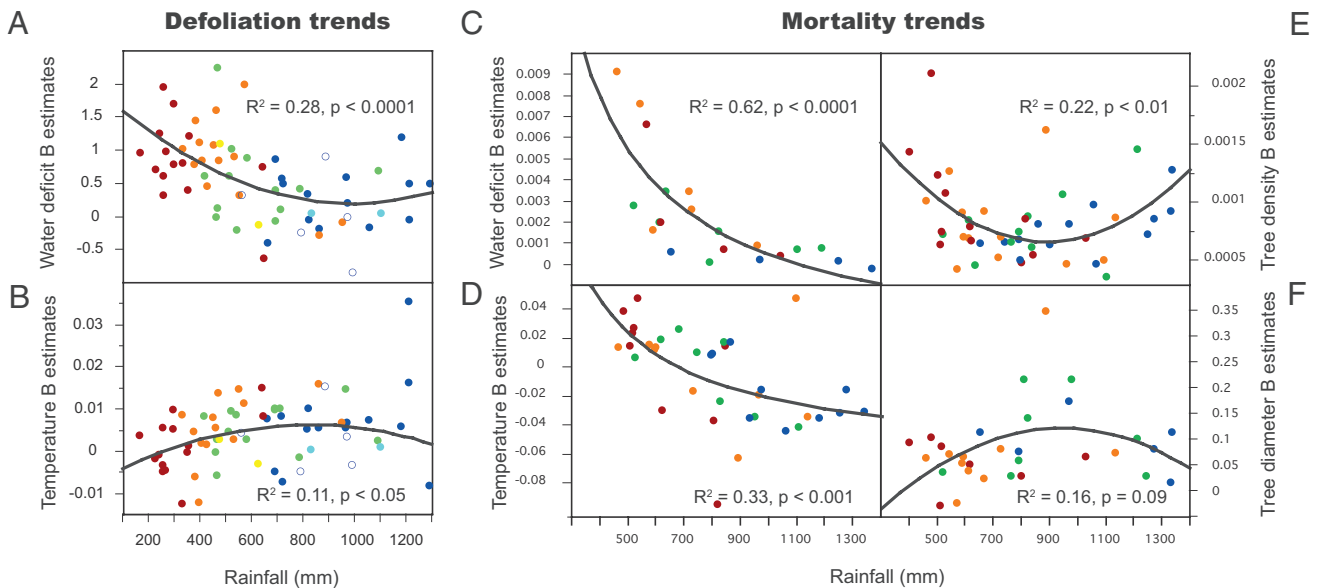 A
Defoliation trends
C
Mortality trends
E
Water deficit B estimates
2
1.5
1
0.5
0
-0.5
R² = 0.28, p < 0.0001
Water deficit B estimates
0.009
0.008
0.007
0.006
0.005
0.004
0.003
0.002
0.001
0
R² = 0.62, p < 0.0001
R² = 0.22, p < 0.01
0.002
0.0015
0.001
0.0005
Tree density B estimates
B
Temperature B estimates
0.03
0.02
0.01
0
-0.01
R² = 0.11, p < 0.05
D
Temperature B estimates
0.04
0.02
0
-0.02
-0.04
-0.06
-0.08
R² = 0.33, p < 0.001
R² = 0.16, p = 0.09
F
0.35
0.30
0.25
0.2
0.15
0.1
0.05
0
Tree diameter B estimates
200 400 600 800 1000 1200
500 700 900 1100 1300
500 700 900 1100 1300
Rainfall (mm)
Rainfall (mm)